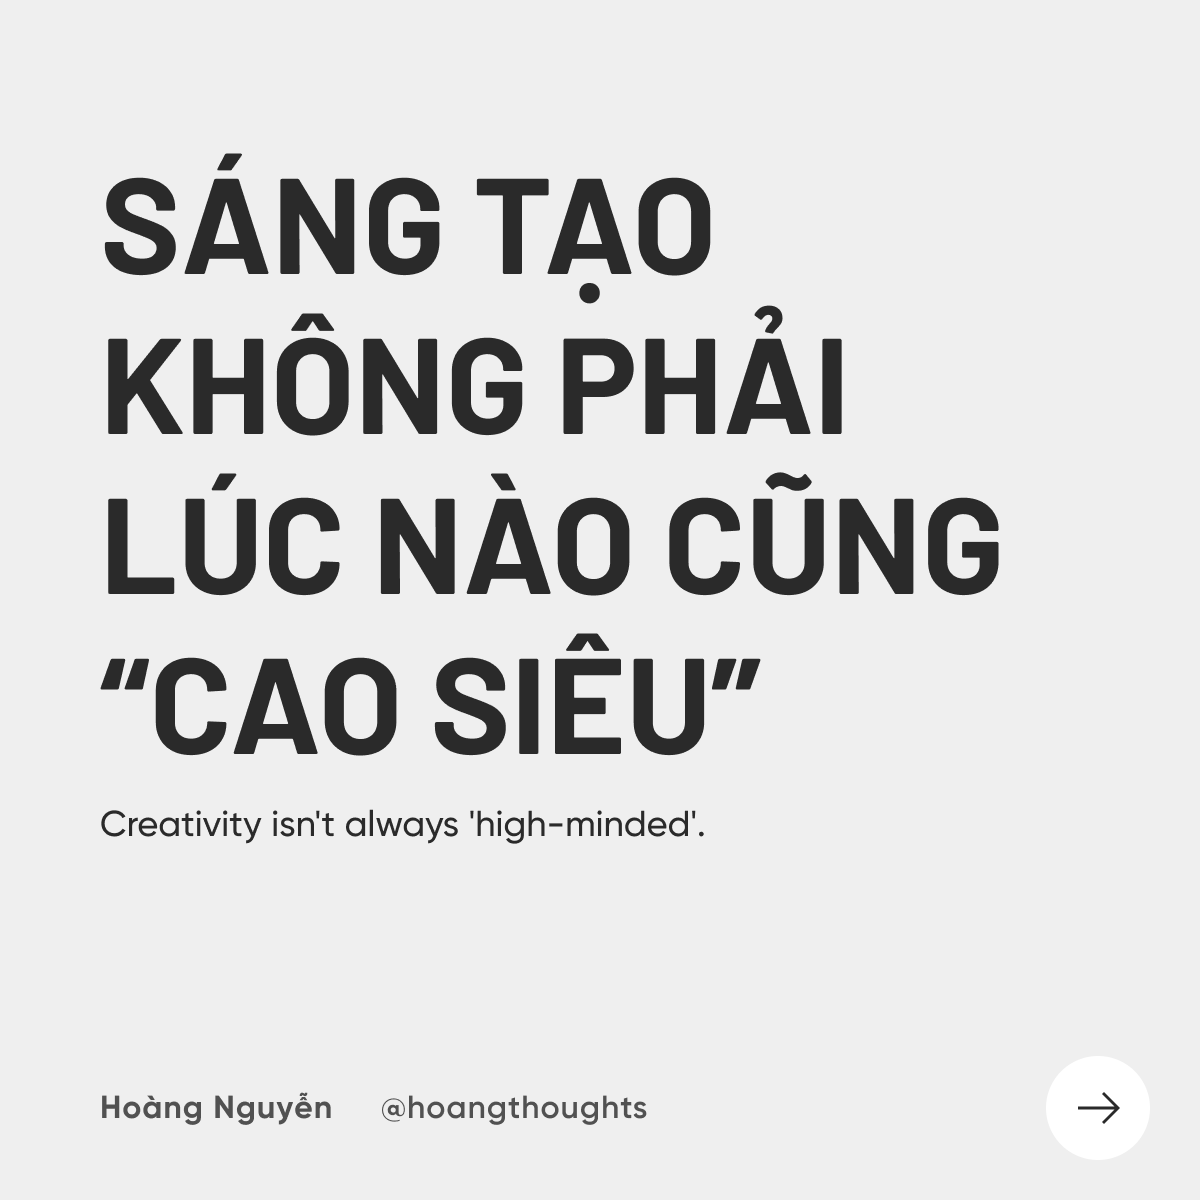 SÁNG TẠO
KHÔNG PHẢI
LÚC NÀO CŨNG
“CAO SIÊU”
Creativity isn't always 'high-minded'.
Hoàng Nguyễn @hoangthoughts